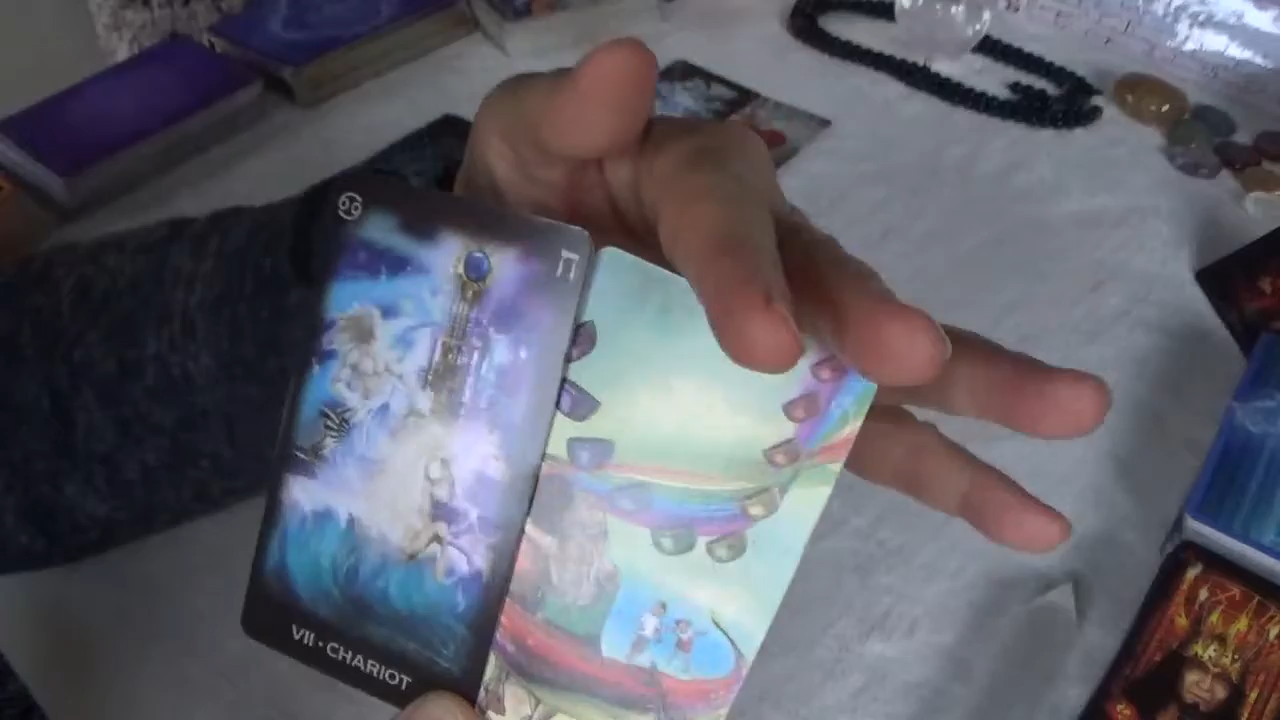 ♋ ח
VII · CHARIOT